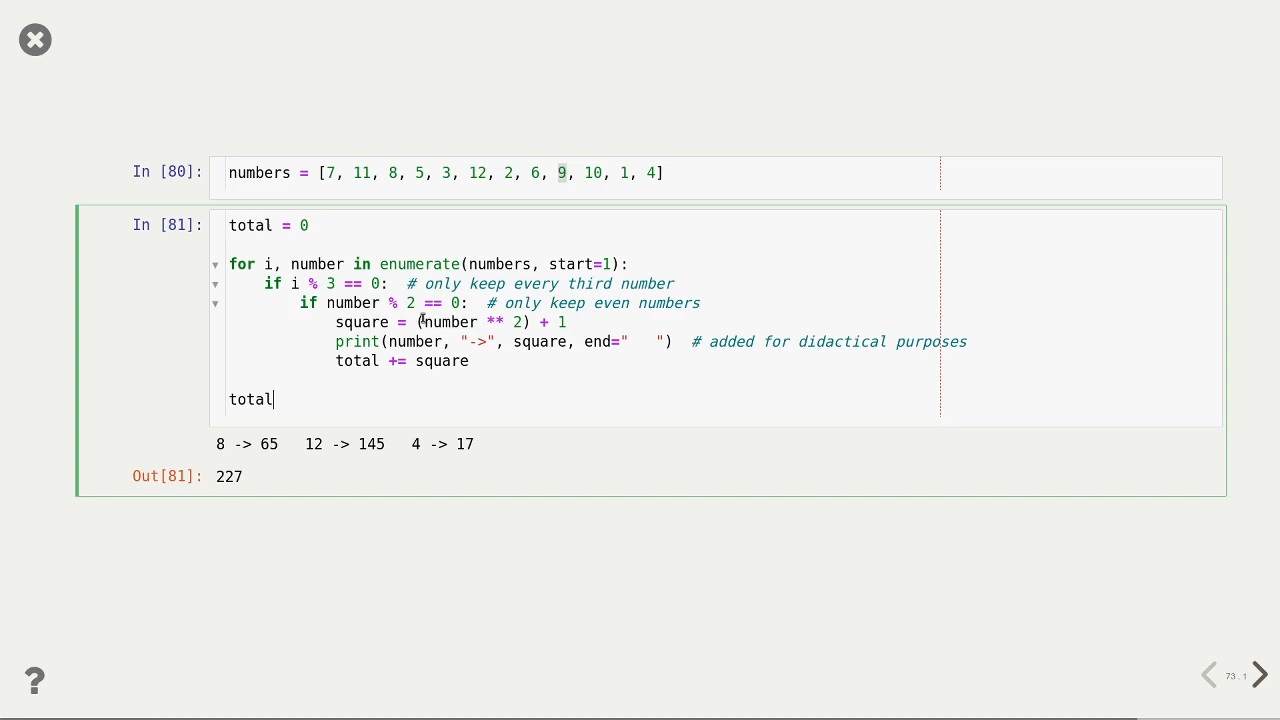 In [80]: numbers = [7, 11, 8, 5, 3, 12, 2, 6, 9, 10, 1, 4]
In [81]: total = 0
for i, number in enumerate(numbers, start=1):
    if i % 3 == 0:  # only keep every third number
        if number % 2 == 0:  # only keep even numbers
            square = (number ** 2) + 1
            print(number, "->", square, end="   ")  # added for didactical purposes
            total += square
total
8 -> 65   12 -> 145   4 -> 17
Out[81]: 227
?
73.1